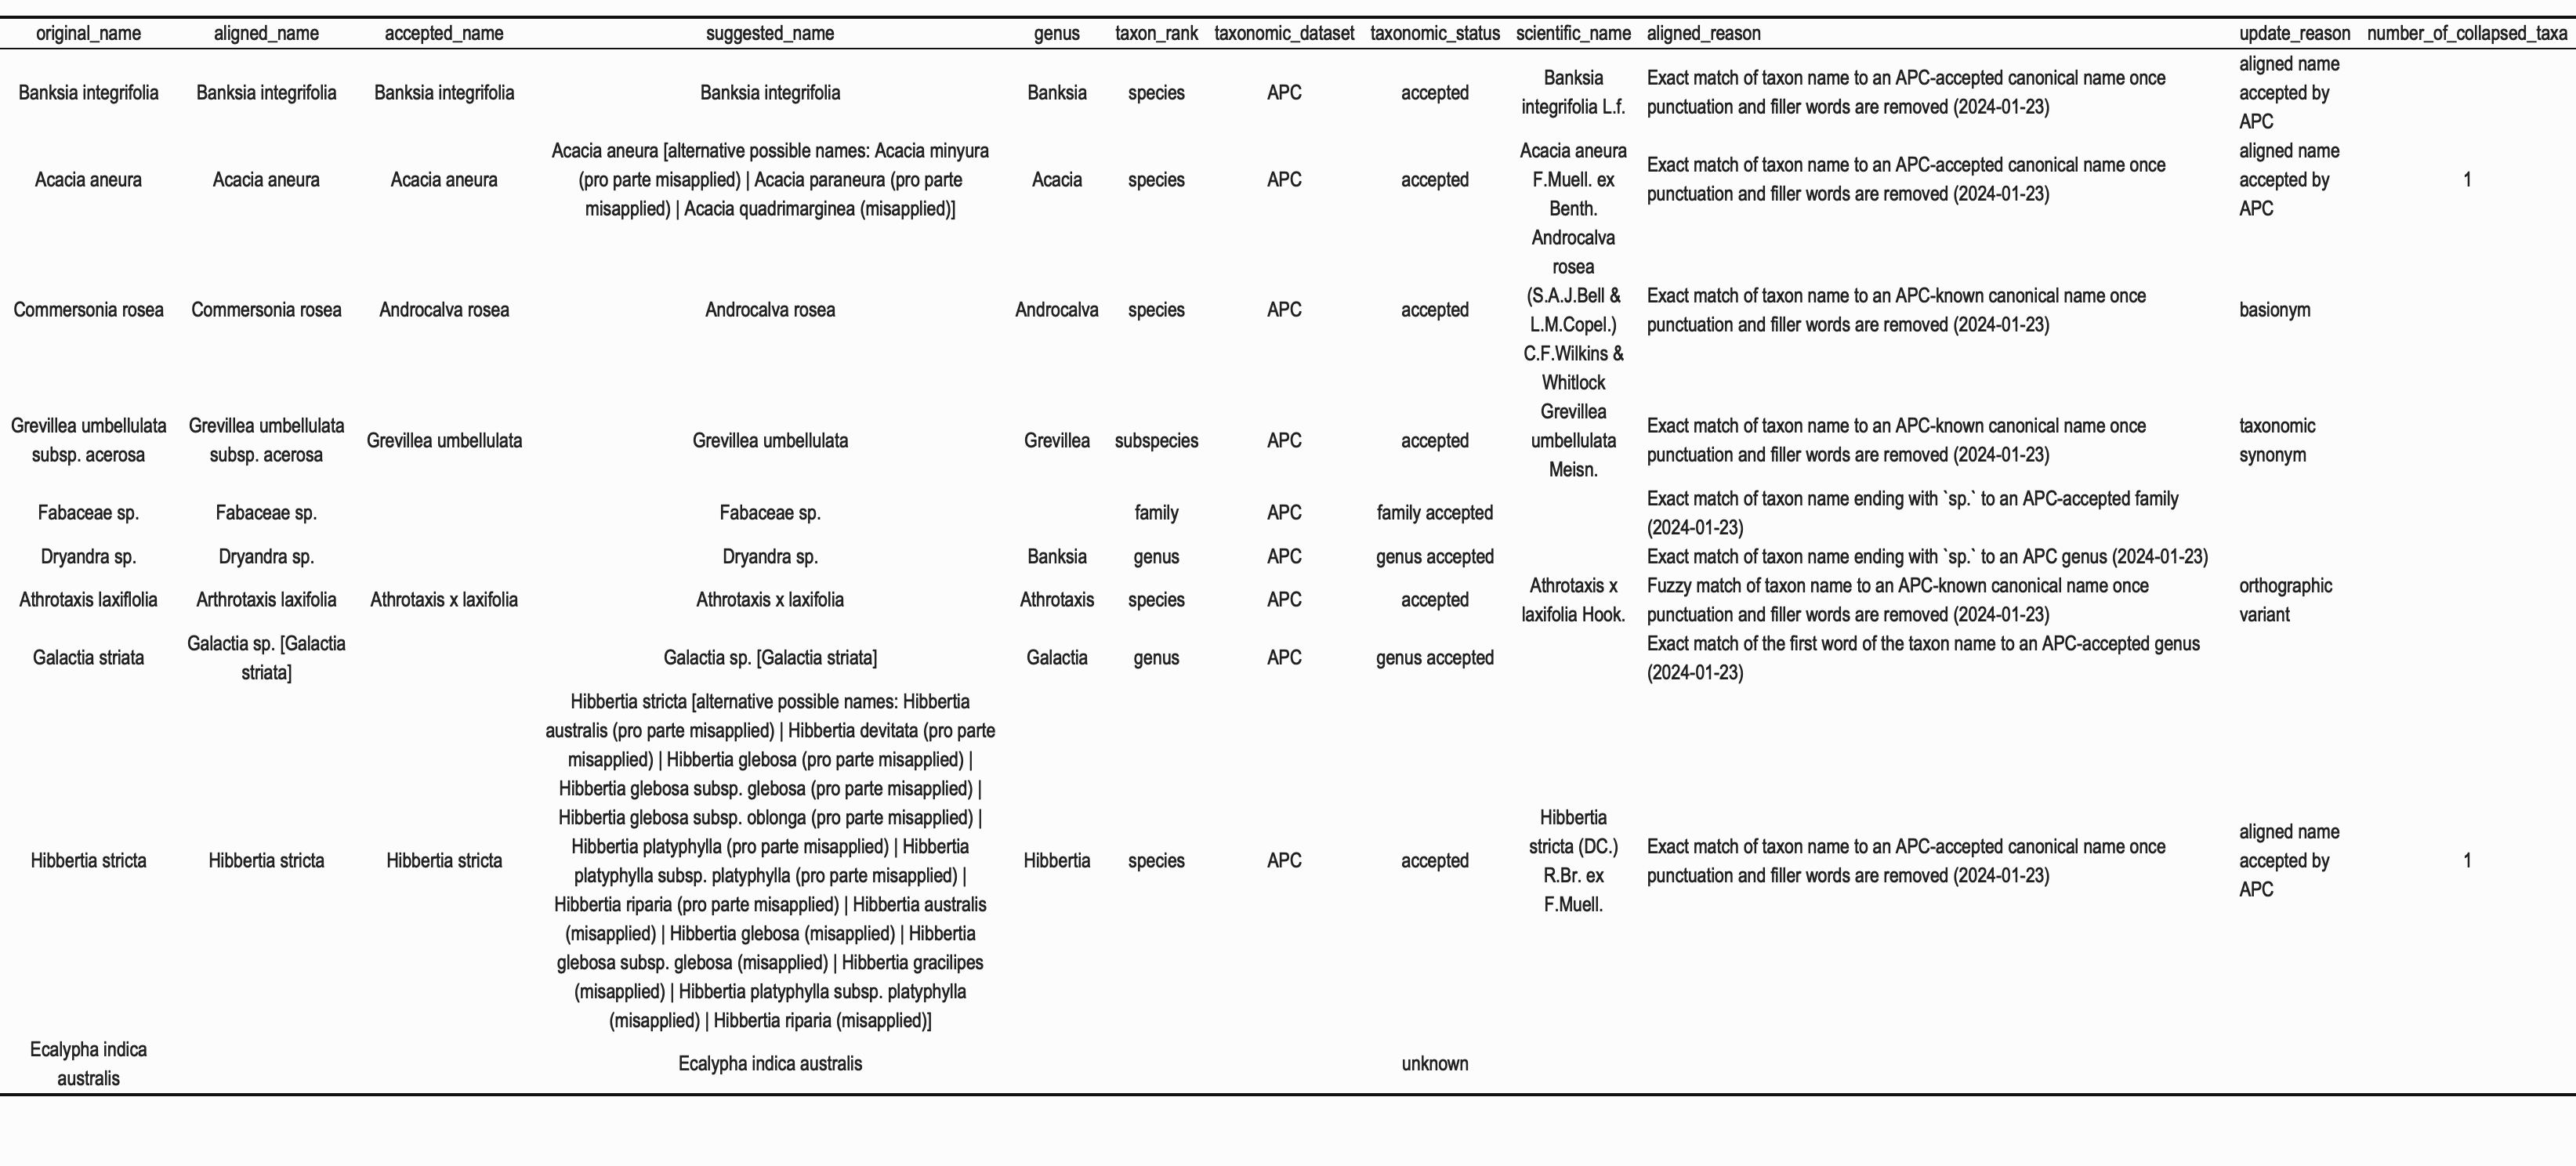 original_name aligned_name accepted_name suggested_name genus taxon_rank taxonomic_dataset taxonomic_status scientific_name aligned_reason update_reason number_of_collapsed_taxa
Banksia integrifolia
Banksia integrifolia
Banksia integrifolia
Banksia integrifolia
Banksia
species
APC
accepted
Banksia
integrifolia L.f.
Exact match of taxon name to an APC-accepted canonical name once
punctuation and filler words are removed (2024-01-23)
aligned name
accepted by
APC
Acacia aneura
Acacia aneura
Acacia aneura
Acacia aneura [alternative possible names: Acacia minyura
(pro parte misapplied) | Acacia paraneura (pro parte
misapplied) | Acacia quadrimarginea (misapplied)]
Acacia
species
APC
accepted
Acacia aneura
F.Muell. ex
Benth.
Exact match of taxon name to an APC-accepted canonical name once
punctuation and filler words are removed (2024-01-23)
aligned name
accepted by
APC
1
Commersonia rosea
Commersonia rosea
Androcalva rosea
Androcalva rosea
Androcalva
species
APC
accepted
Androcalva
rosea
(S.A.J.Bell &
L.M.Copel.)
C.F.Wilkins &
Whitlock
Exact match of taxon name to an APC-known canonical name once
punctuation and filler words are removed (2024-01-23)
basionym
Grevillea umbellulata
subsp. acerosa
Grevillea umbellulata
subsp. acerosa
Grevillea umbellulata
Grevillea umbellulata
Grevillea
subspecies
APC
accepted
Grevillea
umbellulata
Meisn.
Exact match of taxon name to an APC-known canonical name once
punctuation and filler words are removed (2024-01-23)
taxonomic
synonym
Fabaceae sp.
Fabaceae sp.
Fabaceae sp.
family
APC
family accepted
Exact match of taxon name ending with `sp.` to an APC-accepted family
(2024-01-23)
Dryandra sp.
Dryandra sp.
Dryandra sp.
Banksia
genus
APC
genus accepted
Exact match of taxon name ending with `sp.` to an APC genus (2024-01-23)
Athrotaxis laxiflolia
Arthrotaxis laxifolia
Athrotaxis x laxifolia
Athrotaxis x laxifolia
Athrotaxis
species
APC
accepted
Athrotaxis x
laxifolia Hook.
Fuzzy match of taxon name to an APC-known canonical name once
punctuation and filler words are removed (2024-01-23)
orthographic
variant
Galactia striata
Galactia sp. [Galactia
striata]
Galactia sp. [Galactia striata]
Galactia
genus
APC
genus accepted
Exact match of the first word of the taxon name to an APC-accepted genus
(2024-01-23)
Hibbertia stricta
Hibbertia stricta
Hibbertia stricta
Hibbertia stricta [alternative possible names: Hibbertia
australis (pro parte misapplied) | Hibbertia devitata (pro parte
misapplied) | Hibbertia glebosa (pro parte misapplied) |
Hibbertia glebosa subsp. glebosa (pro parte misapplied) |
Hibbertia glebosa subsp. oblonga (pro parte misapplied) |
Hibbertia platyphylla (pro parte misapplied) | Hibbertia
platyphylla subsp. platyphylla (pro parte misapplied) |
Hibbertia riparia (pro parte misapplied) | Hibbertia australis
(misapplied) | Hibbertia glebosa (misapplied) | Hibbertia
glebosa subsp. glebosa (misapplied) | Hibbertia gracilipes
(misapplied) | Hibbertia platyphylla subsp. platyphylla
(misapplied) | Hibbertia riparia (misapplied)]
Hibbertia
species
APC
accepted
Hibbertia
stricta (DC.)
R.Br. ex
F.Muell.
Exact match of taxon name to an APC-accepted canonical name once
punctuation and filler words are removed (2024-01-23)
aligned name
accepted by
APC
1
Ecalypha indica
australis
Ecalypha indica australis
unknown